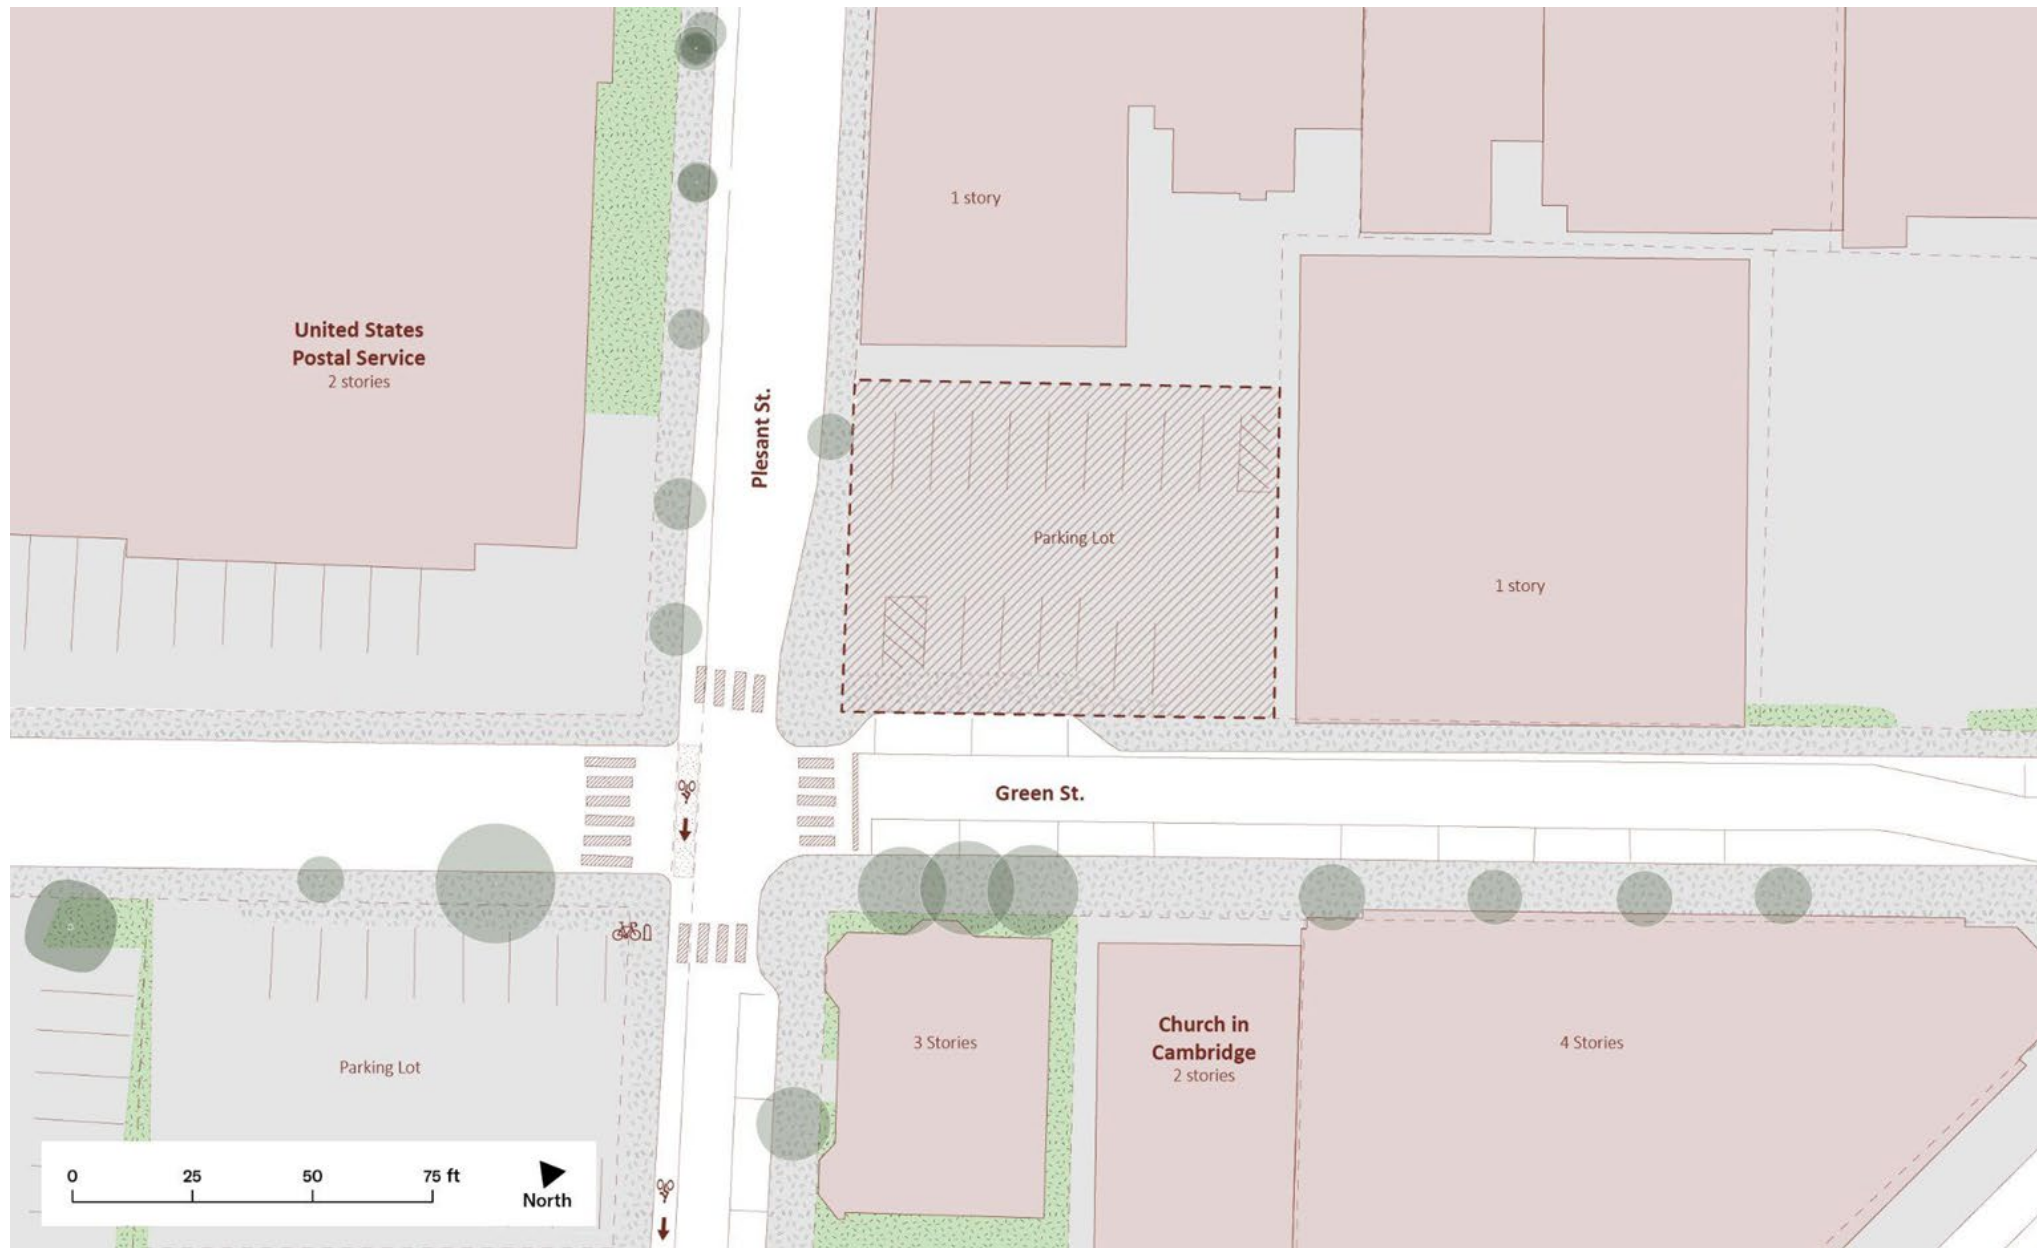 1 story
United States
Postal Service
2 stories
Plesant St.
Parking Lot
1 story
Green St.
Church in
Cambridge
2 stories
3 Stories
4 Stories
Parking Lot
0 25 50 75 ft
North